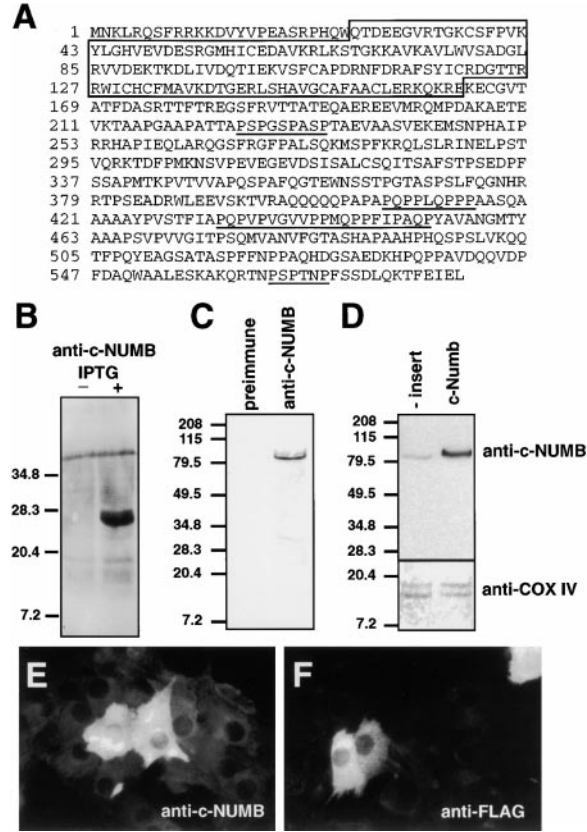 A
1 MNKLRQSFRRKKDVYVPEASRPHQWQTDEEGVRTGKCSFPVK
43 YLGHVEVDESRGMHICEDAVKRLKSTGKKAVKAVLWVSADGL
85 RVVDEKTKDLIVDQTIEKVSFCAPDRNFDRAFSYICRDGTTR
127 RWICHCFMAVKDTGERLSHAVGCAFAACLERKQKREKECGVT
169 ATFDASRTTFTREGSFRVTTATEQAEREEVMRQMPDAKAETE
211 VKTAAPGAPATTAPSPGSPASPTAEVAASVEKEMSNPHAIP
253 RRHAPIEQLARQGSFRGFPALSQKMSPFKRQLSLRINELPST
295 VQRKTDFPMKNSVPEVEGEVDSISALCSQITSAFSTPSEDPF
337 SSAPMTKPVTVVAPQSPAFQGTEWNSSPTGTASPSLFQGNHR
379 RTPSEADRWLEEVSKTVRAQQQQQPAPAPQPPLQPPPAASQA
421 AAAAYPVSTFIAPQPVPVGVVPPMQPPFIPAQPYAVANGMTY
463 AAAPSVPVVGITPSQMVANVFGTASHAPAAHPHQSPSLVKQQ
505 TFPQYEAGSATASPFFNPPAQHDGSAEDKHPQPPAVDQQVDP
547 FDAQWAALESKAKQRTNPSPTNPFSSDLQKTFEIEL
B
anti-c-NUMB
IPTG
− +
34.8
28.3
20.4
7.2
C
preimmune
anti-c-NUMB
208
115
79.5
49.5
34.8
28.3
20.4
7.2
D
- insert
c-Numb
208
115
79.5
49.5
34.8
28.3
20.4
7.2
anti-c-NUMB
anti-COX IV
E
anti-c-NUMB
F
anti-FLAG